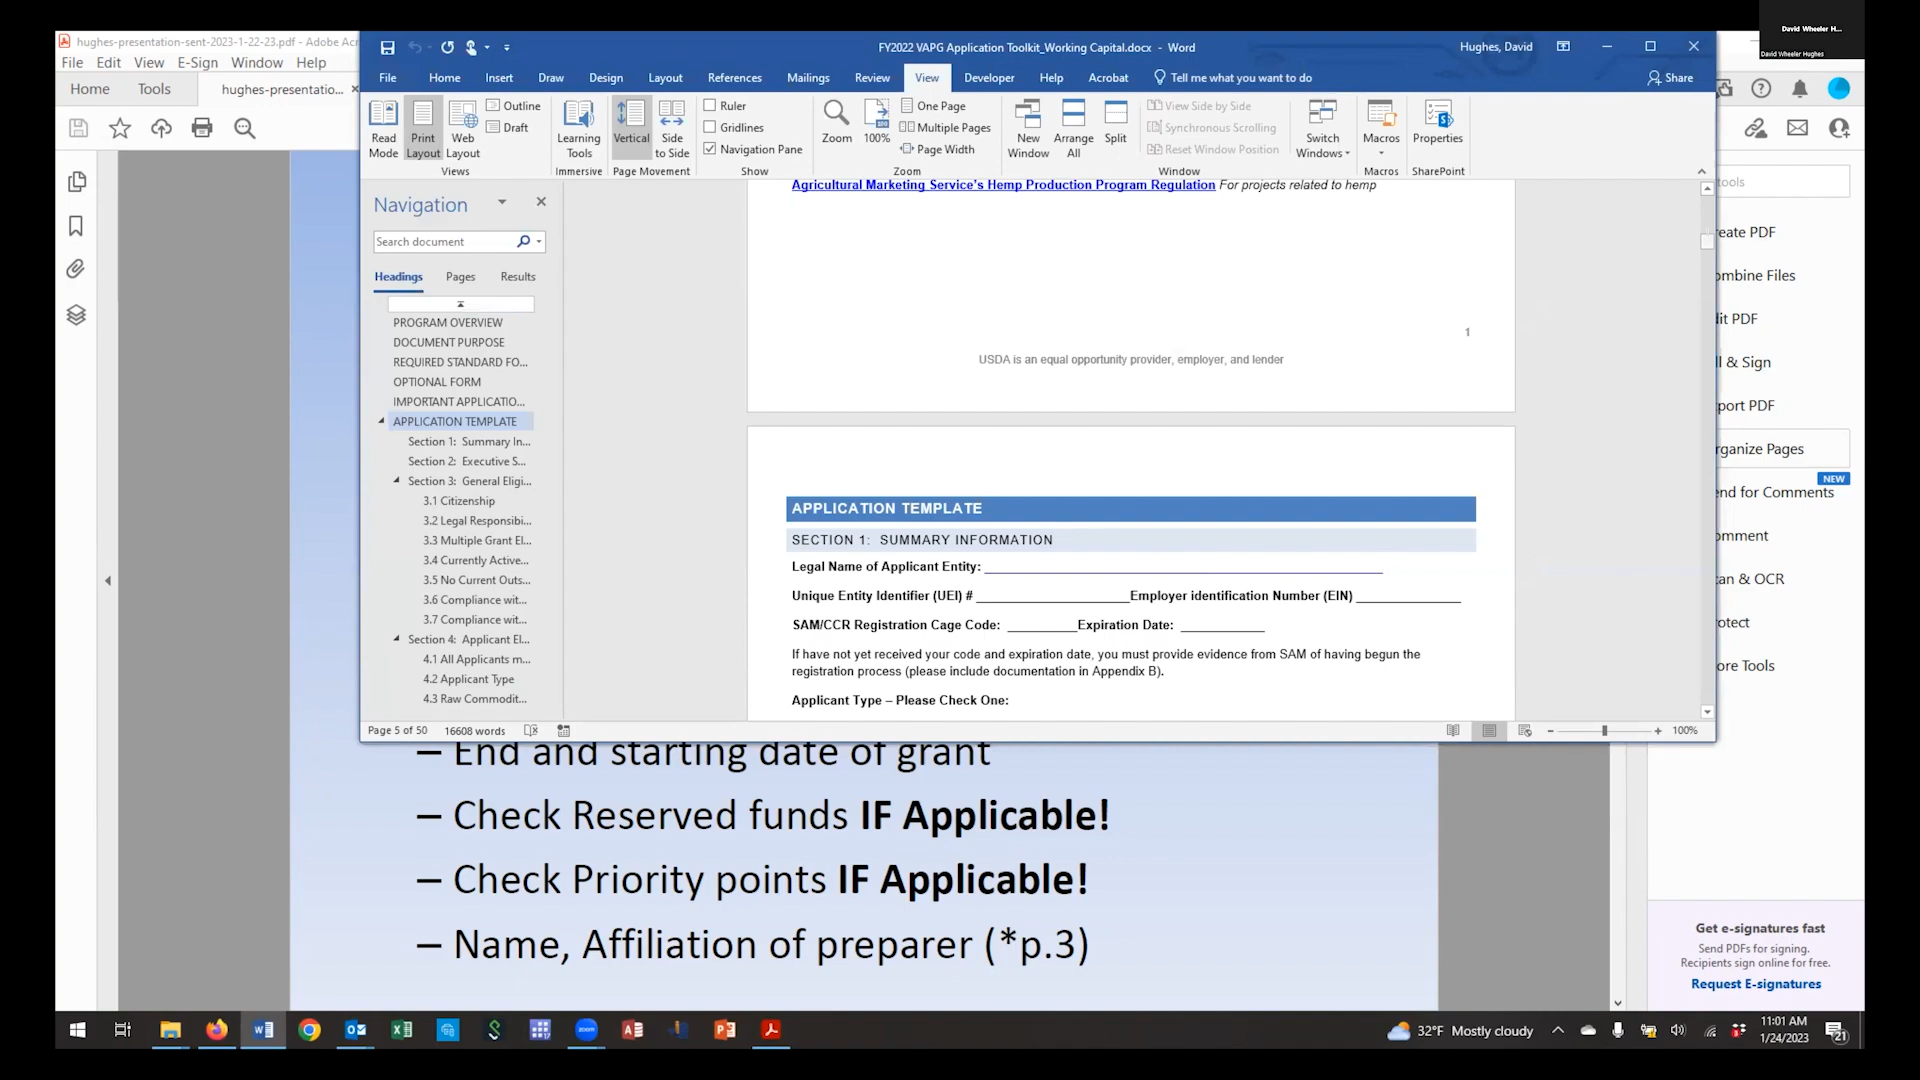 David Wheeler H...
David Wheeler Hughes
hughes-presentation-sent-2023-1-22-23.pdf - Adobe Acr
File Edit View E-Sign Window Help
Home Tools hughes-presentatio...
FY2022 VAPG Application Toolkit_Working Capital.docx - Word
Hughes, David
File Home Insert Draw Design Layout References Mailings Review View Developer Help Acrobat Tell me what you want to do Share
Read Mode
Print Layout
Web Layout
Outline
Draft
Views
Learning Tools
Immersive
Vertical
Side to Side
Page Movement
Ruler
Gridlines
Navigation Pane
Show
Zoom
100%
One Page
Multiple Pages
Page Width
Zoom
New Window
Arrange All
Split
View Side by Side
Synchronous Scrolling
Reset Window Position
Switch Windows
Window
Macros
Macros
Properties
SharePoint
Navigation
Search document
Headings Pages Results
PROGRAM OVERVIEW
DOCUMENT PURPOSE
REQUIRED STANDARD FO...
OPTIONAL FORM
IMPORTANT APPLICATIO...
APPLICATION TEMPLATE
Section 1: Summary In...
Section 2: Executive S...
Section 3: General Eligi...
3.1 Citizenship
3.2 Legal Responsibi...
3.3 Multiple Grant El...
3.4 Currently Active...
3.5 No Current Outs...
3.6 Compliance wit...
3.7 Compliance wit...
Section 4: Applicant El...
4.1 All Applicants m...
4.2 Applicant Type
4.3 Raw Commodit...
Agricultural Marketing Service's Hemp Production Program Regulation For projects related to hemp
1
USDA is an equal opportunity provider, employer, and lender
APPLICATION TEMPLATE
SECTION 1: SUMMARY INFORMATION
Legal Name of Applicant Entity:
Unique Entity Identifier (UEI) # Employer identification Number (EIN)
SAM/CCR Registration Cage Code: Expiration Date:
If have not yet received your code and expiration date, you must provide evidence from SAM of having begun the
registration process (please include documentation in Appendix B).
Applicant Type – Please Check One:
Page 5 of 50 16608 words 100%
– End and starting date of grant
– Check Reserved funds IF Applicable!
– Check Priority points IF Applicable!
– Name, Affiliation of preparer (*p.3)
tools
reate PDF
ombine Files
dit PDF
ll & Sign
xport PDF
rganize Pages
NEW
end for Comments
omment
can & OCR
rotect
ore Tools
Get e-signatures fast
Send PDFs for signing.
Recipients sign online for free.
Request E-signatures
32°F Mostly cloudy
11:01 AM
1/24/2023
21